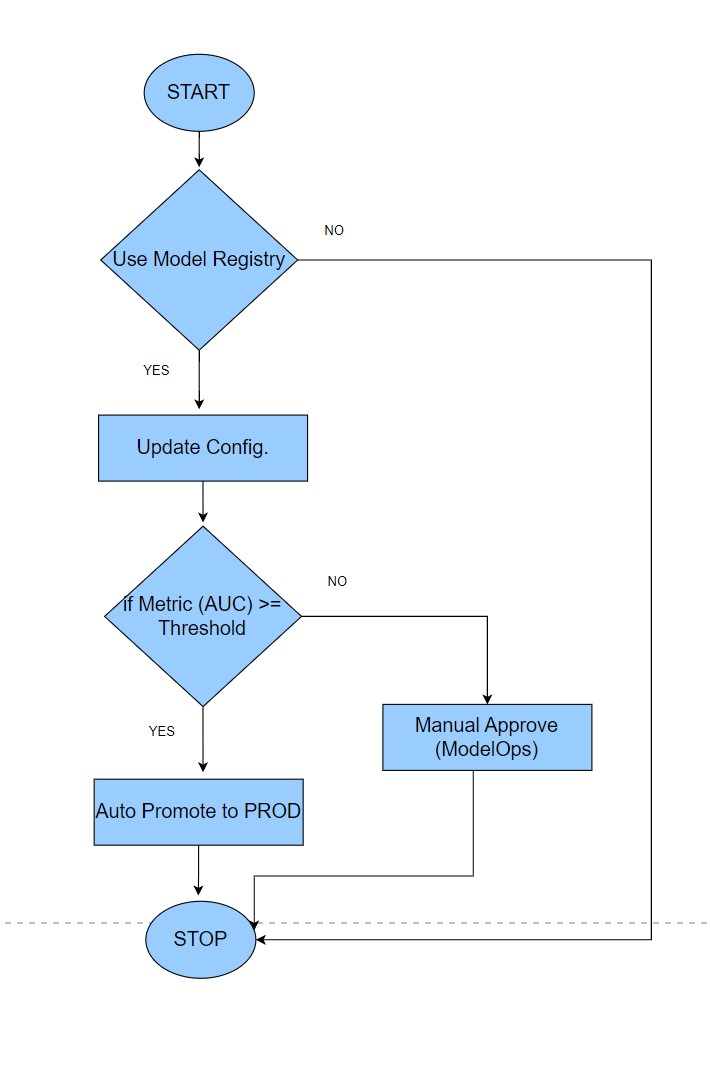 START
NO
Use Model Registry
YES
Update Config.
NO
if Metric (AUC) >=
Threshold
Manual Approve
(ModelOps)
YES
Auto Promote to PROD
STOP